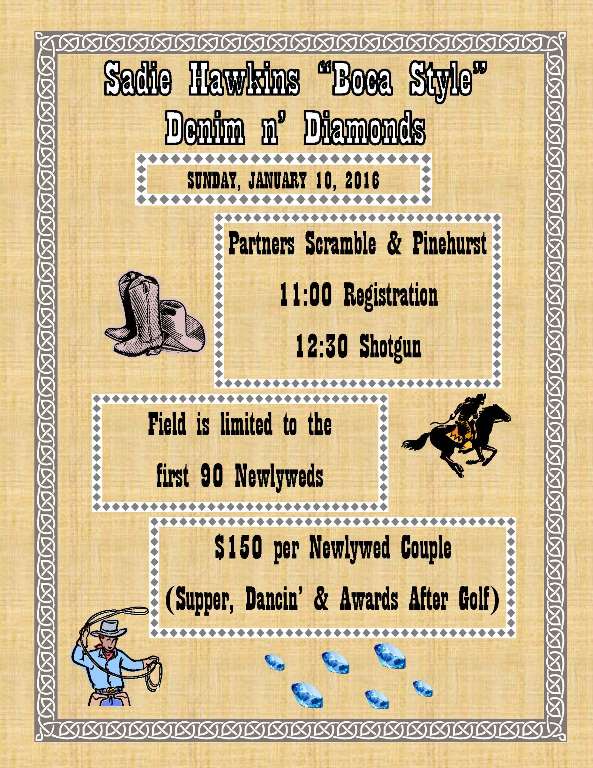 Sadie Hawkins “Boca Style”
Denim n’ Diamonds
SUNDAY, JANUARY 10, 2016
Partners Scramble & Pinehurst
11:00 Registration
12:30 Shotgun
Field is limited to the
first 90 Newlyweds
$150 per Newlywed Couple
(Supper, Dancin’ & Awards After Golf)